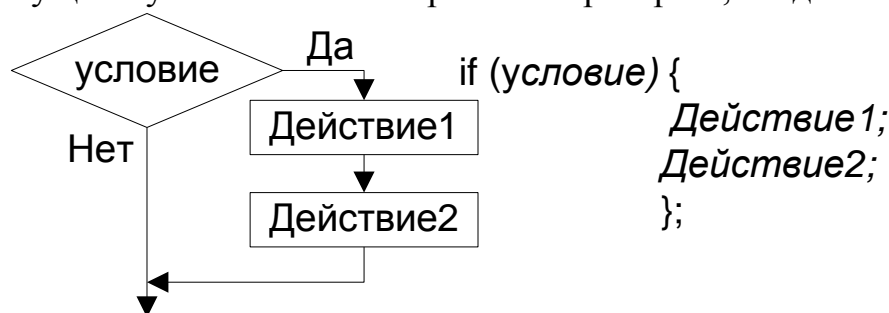 условие
Да
Нет
Действие1
Действие2
if (условие) {
Действие1;
Действие2;
};